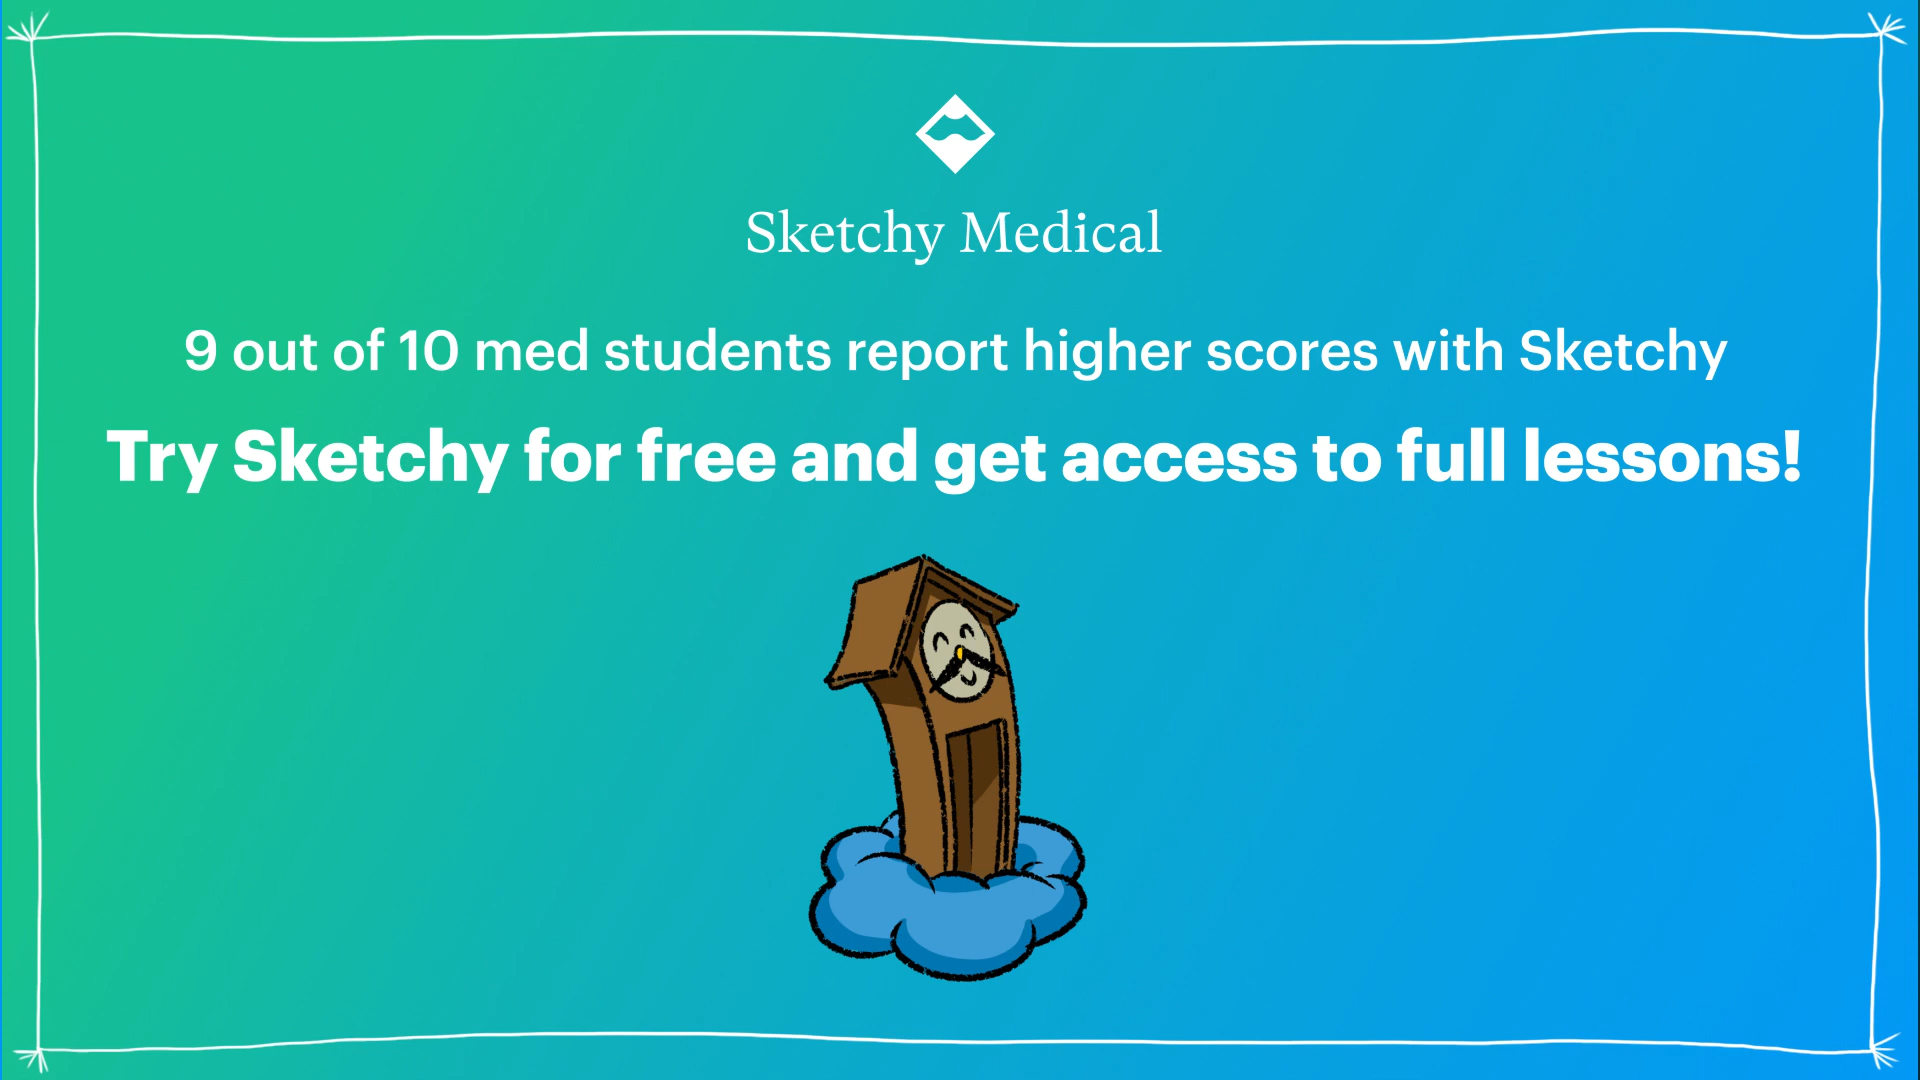 Sketchy Medical
9 out of 10 med students report higher scores with Sketchy
Try Sketchy for free and get access to full lessons!